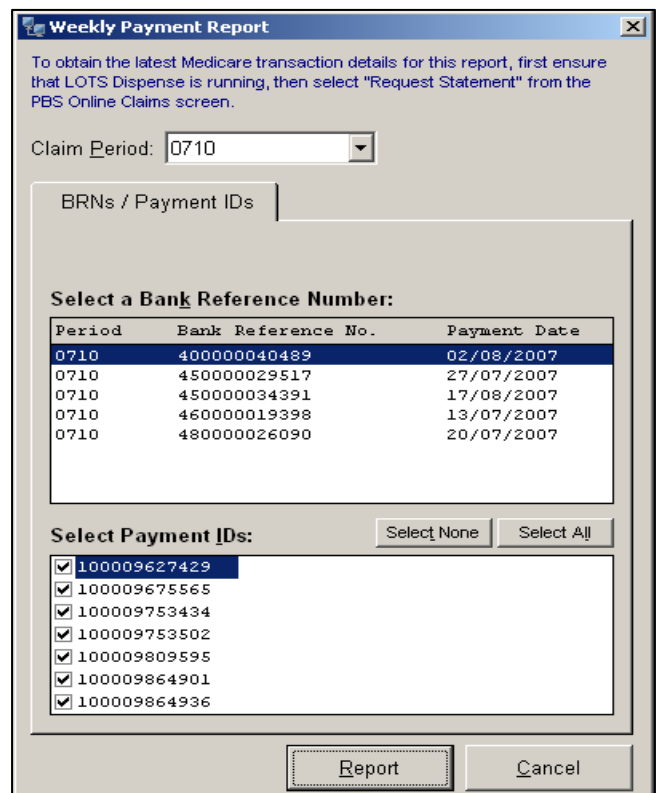 Weekly Payment Report
To obtain the latest Medicare transaction details for this report, first ensure
that LOTS Dispense is running, then select "Request Statement" from the
PBS Online Claims screen.
Claim Period: 0710
BRNs / Payment IDs
Select a Bank Reference Number:
Period Bank Reference No. Payment Date
0710 400000040489 02/08/2007
0710 450000029517 27/07/2007
0710 450000034391 17/08/2007
0710 460000019398 13/07/2007
0710 480000026090 20/07/2007
Select Payment IDs: Select None Select All
100009627429
100009675565
100009753434
100009753502
100009809595
100009864901
100009864936
Report Cancel